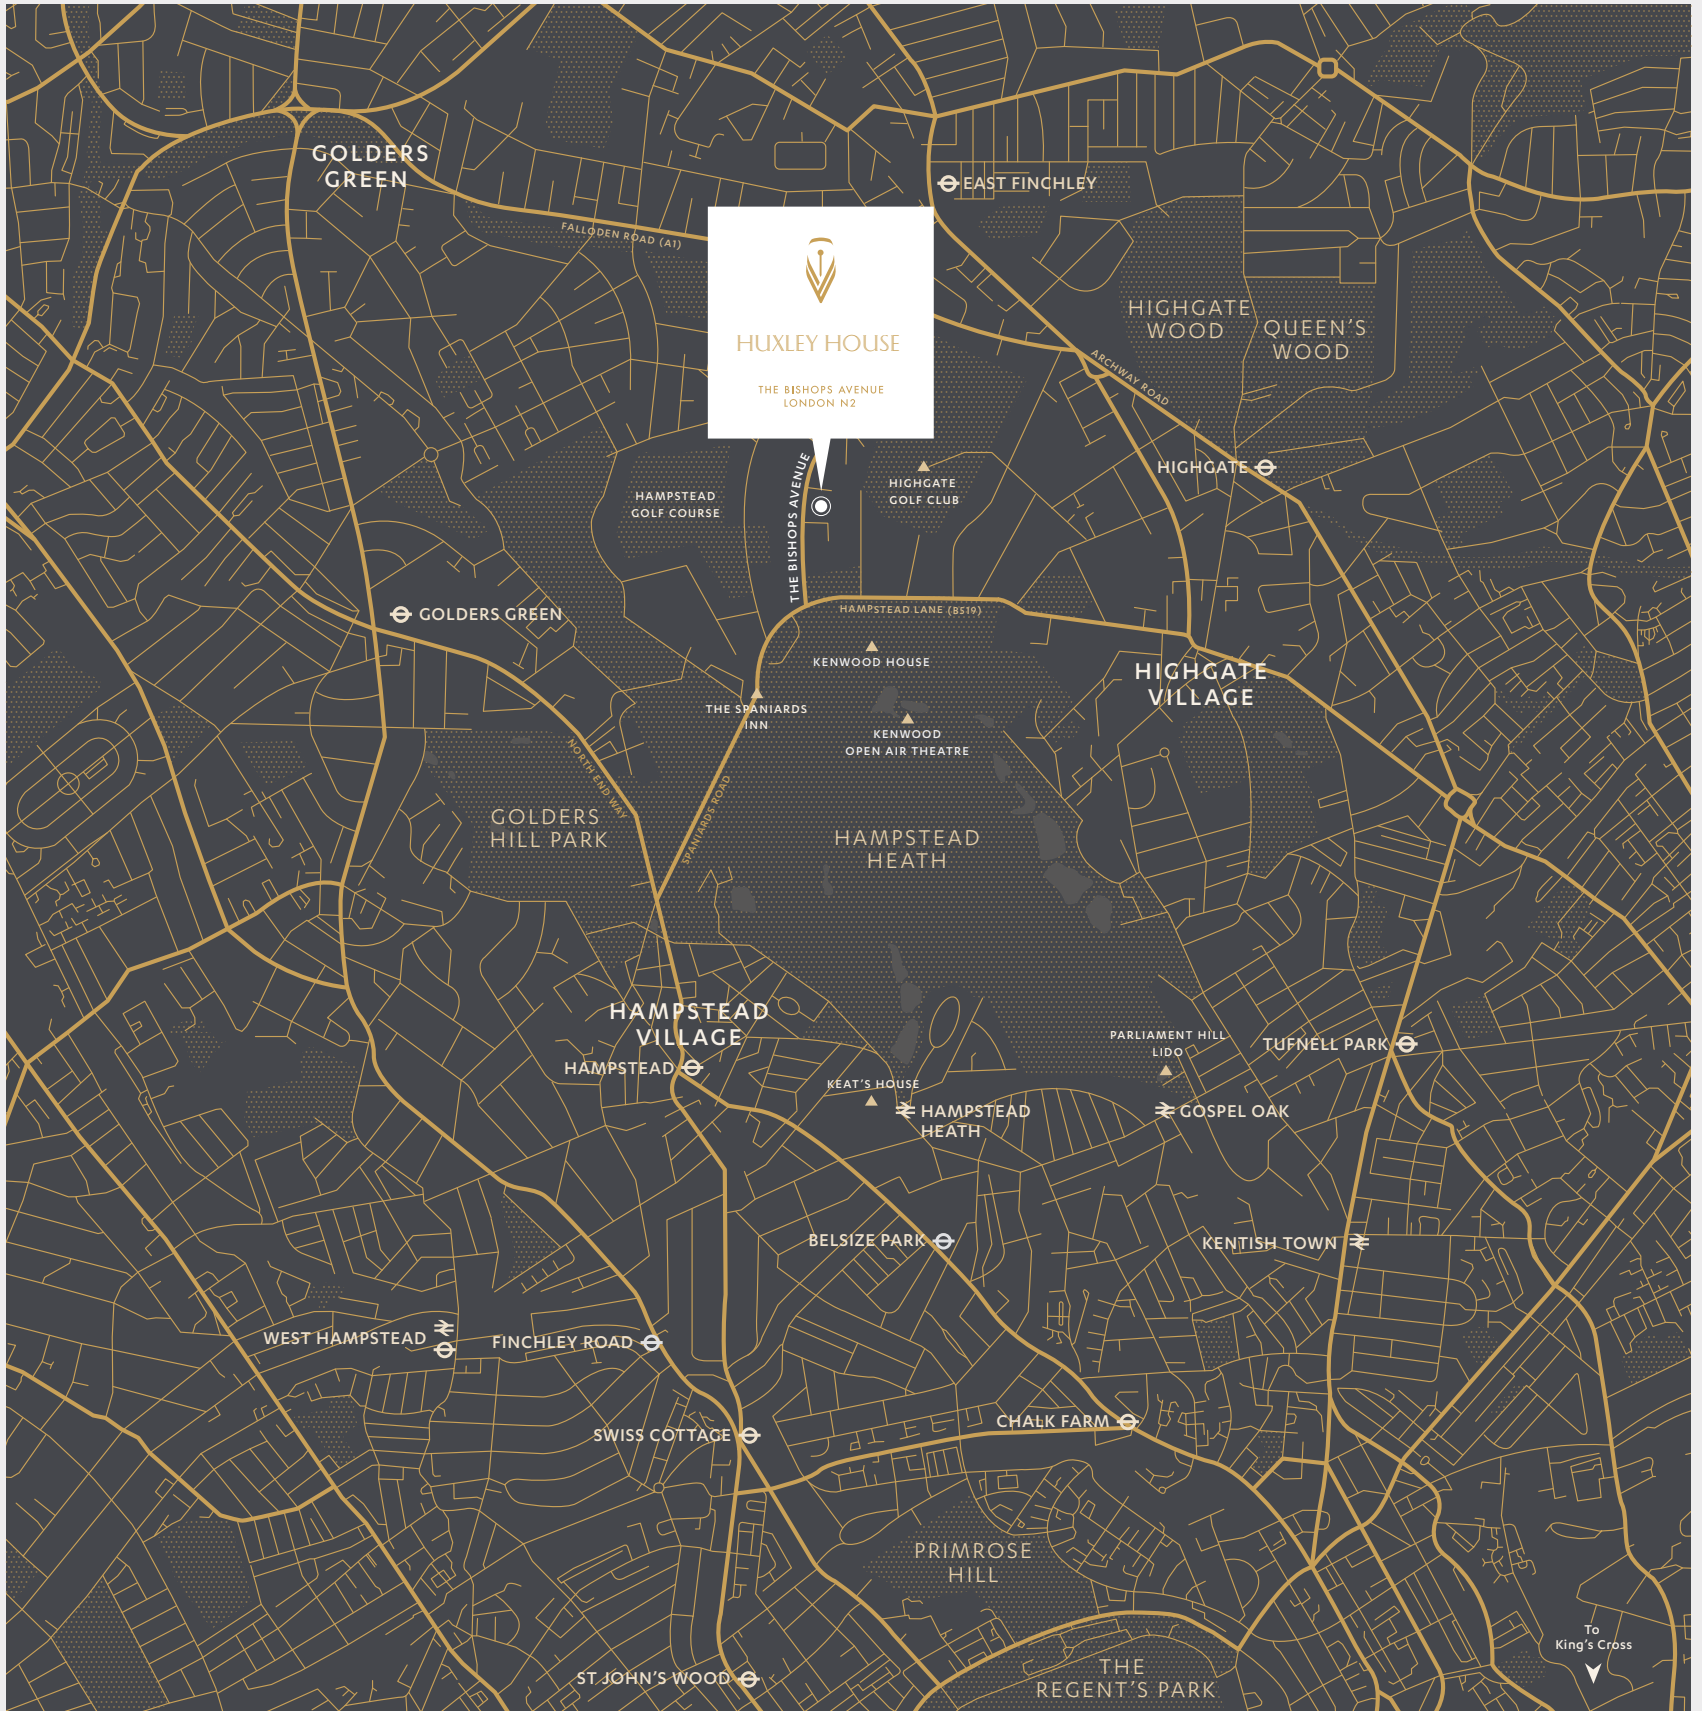 GOLDERS
GREEN
EAST FINCHLEY
FALLODEN ROAD (A1)
HUXLEY HOUSE
THE BISHOPS AVENUE
LONDON N2
HIGHGATE
WOOD
QUEEN'S
WOOD
ARCHWAY ROAD
THE BISHOPS AVENUE
HIGHGATE
HAMPSTEAD
GOLF COURSE
HIGHGATE
GOLF CLUB
GOLDERS GREEN
HAMPSTEAD LANE (B519)
KENWOOD HOUSE
HIGHGATE
VILLAGE
THE SPANIARDS
INN
KENWOOD
OPEN AIR THEATRE
NORTH END WAY
SPANIARDS ROAD
GOLDERS
HILL PARK
HAMPSTEAD
HEATH
HAMPSTEAD
VILLAGE
HAMPSTEAD
PARLIAMENT HILL
LIDO
TUFNELL PARK
KEAT'S HOUSE
HAMPSTEAD
HEATH
GOSPEL OAK
BELSIZE PARK
KENTISH TOWN
WEST HAMPSTEAD
FINCHLEY ROAD
SWISS COTTAGE
CHALK FARM
PRIMROSE
HILL
To
King's Cross
ST JOHN'S WOOD
THE
REGENT'S PARK